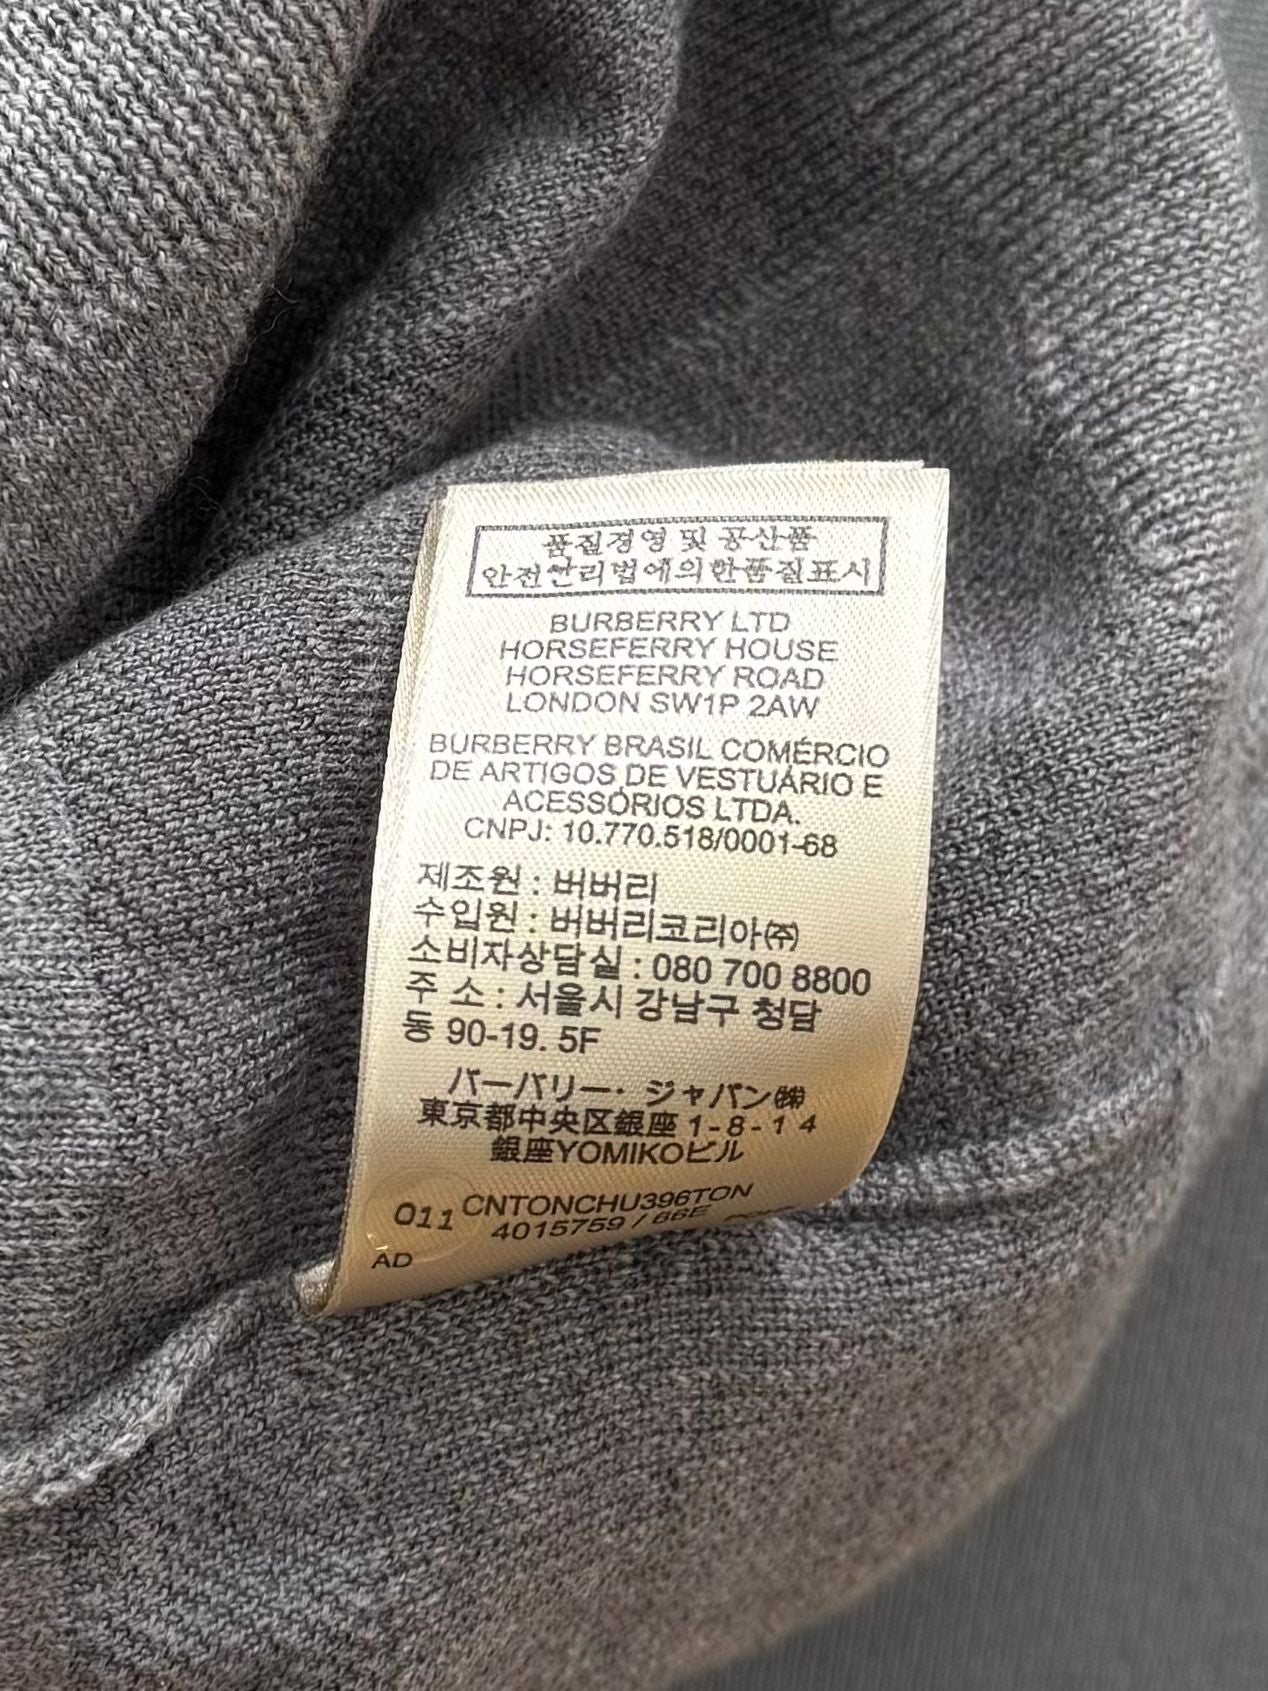 품질경영 및 공산품
안전관리법에의한품질표시
BURBERRY LTD
HORSEFERRY HOUSE
HORSEFERRY ROAD
LONDON SW1P 2AW
BURBERRY BRASIL COMÉRCIO
DE ARTIGOS DE VESTUÁRIO E
ACESSÓRIOS LTDA.
CNPJ: 10.770.518/0001-68
제조원 : 버버리
수입원 : 버버리코리아㈜
소비자상담실 : 080 700 8800
주 소 : 서울시 강남구 청담
동 90-19. 5F
バーバリー・ジャパン㈱
東京都中央区銀座 1-8-14
銀座YOMIKOビル
CNTONCHU396TON
011 4015759 / 66E
AD